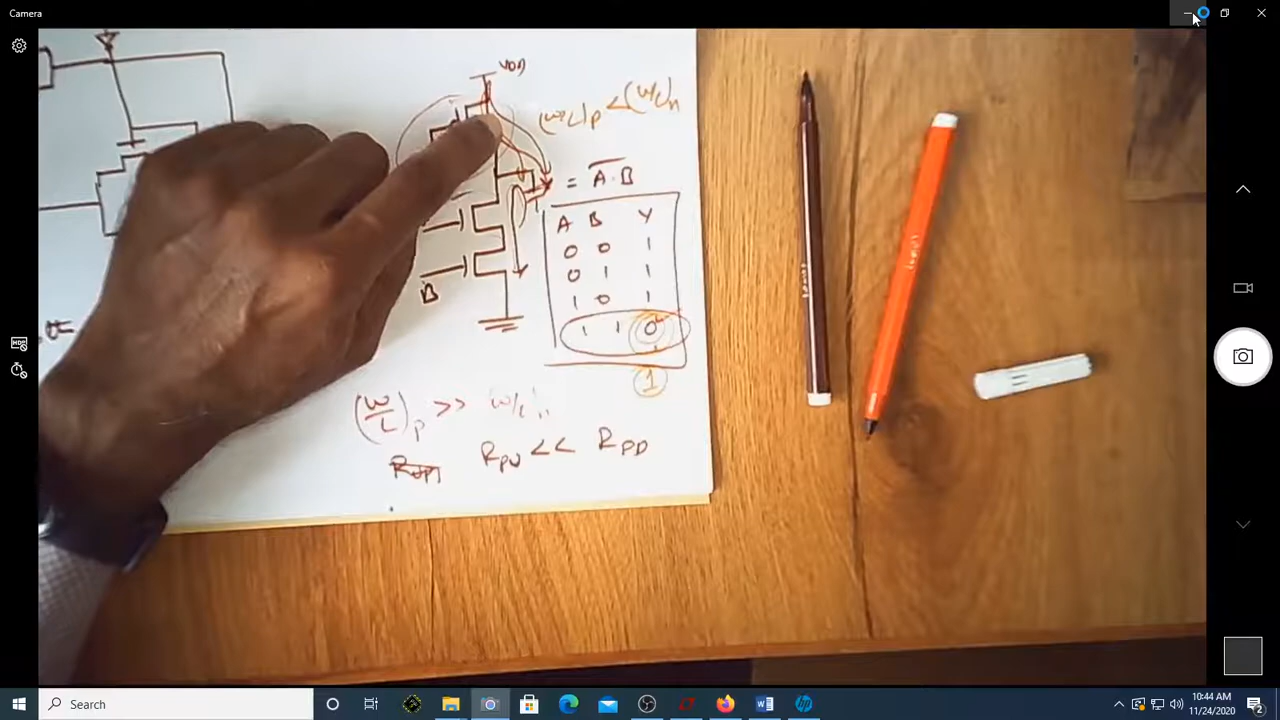 Camera
VDD
(W/L)p < (W/L)n
= A̅·̅B̅
A B Y
0 0 1
0 1 1
1 0 1
1 1 0
1
B
(W/L)p >> W/L n
RPU << RPD
Search
10:44 AM
11/24/2020
2